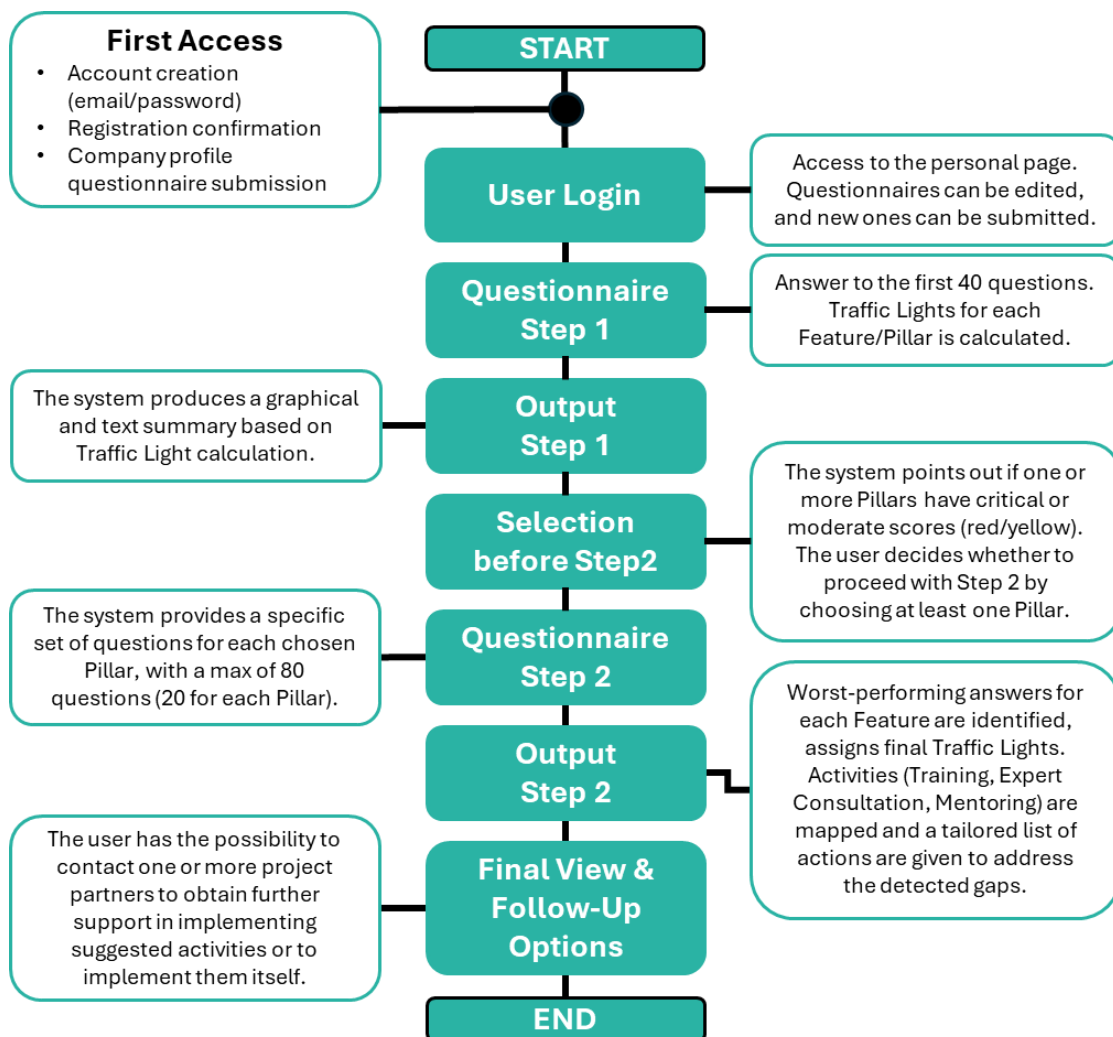 First Access
• Account creation
(email/password)
• Registration confirmation
• Company profile
questionnaire submission
START
User Login
Access to the personal page.
Questionnaires can be edited,
and new ones can be submitted.
Questionnaire
Step 1
Answer to the first 40 questions.
Traffic Lights for each
Feature/Pillar is calculated.
Output
Step 1
The system produces a graphical
and text summary based on
Traffic Light calculation.
Selection
before Step2
The system points out if one or
more Pillars have critical or
moderate scores (red/yellow).
The user decides whether to
proceed with Step 2 by
choosing at least one Pillar.
Questionnaire
Step 2
The system provides a specific
set of questions for each chosen
Pillar, with a max of 80
questions (20 for each Pillar).
Output
Step 2
Worst-performing answers for
each Feature are identified,
assigns final Traffic Lights.
Activities (Training, Expert
Consultation, Mentoring) are
mapped and a tailored list of
actions are given to address
the detected gaps.
Final View &
Follow-Up
Options
The user has the possibility to
contact one or more project
partners to obtain further
support in implementing
suggested activities or to
implement them itself.
END